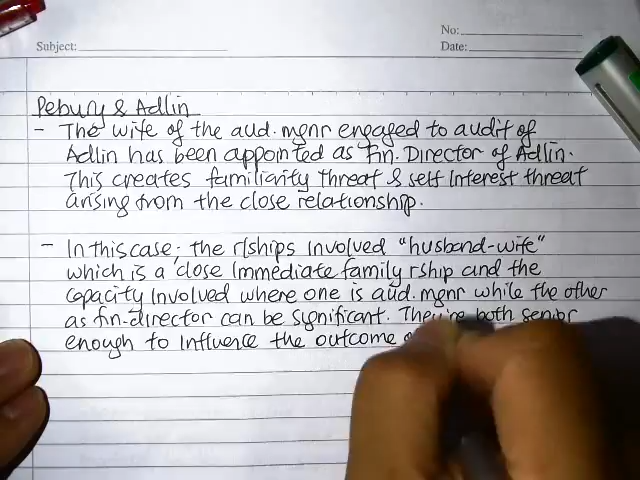 No:
Subject:
Date:
Pebury & Adlin
- The wife of the aud. mgnr engaged to audit of
Adlin has been appointed as Fin. Director of Adlin.
This creates familiarity threat & self interest threat
arising from the close relationship.
- In this case, the r/ships involved "husband-wife"
which is a close immediate family rship and the
capacity involved where one is aud. mgnr while the other
as fin-director can be significant. They're both senior
enough to influence the outcome